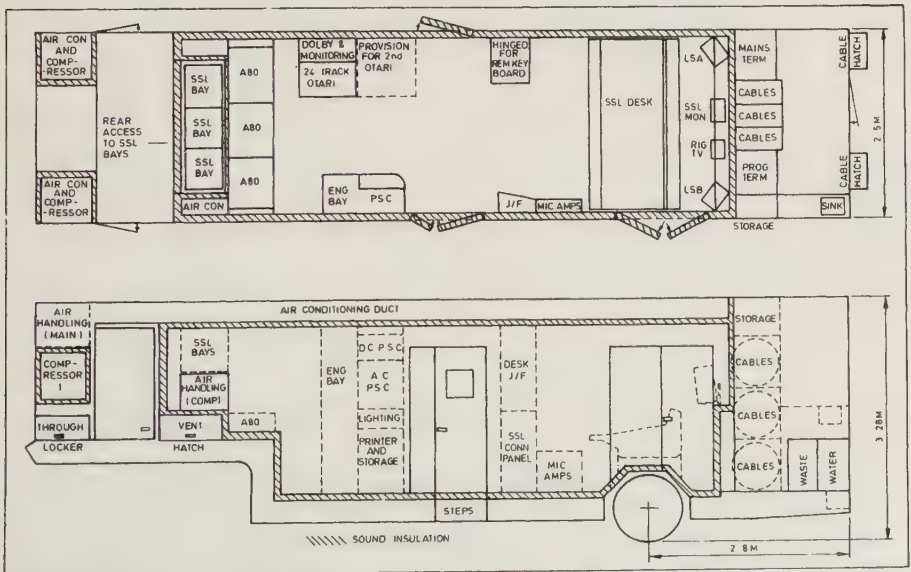 AIR CON
AND
COMP-
RESSOR
REAR
ACCESS
TO SSL
BAYS
AIR CON
AND
COMP-
-RESSOR
SSL
BAY
SSL
BAY
SSL
BAY
AIR CON
A80
A80
A80
DOLBY &
MONITORING
24 TRACK
OTARI
PROVISION
FOR 2nd
OTARI
ENG
BAY
PSC
HINGED
FOR
REM KEY
BOARD
J/F
MIC AMPS
SSL DESK
LSA
SSL
MON
RIG
TV
LSB
MAINS
TERM
CABLES
CABLES
CABLES
PROG
TERM
STORAGE
CABLE
HATCH
CABLE
HATCH
SINK
2 5M
AIR CONDITIONING DUCT
AIR
HANDLING
(MAIN)
COMP-
RESSOR
1
THROUGH
LOCKER
SSL
BAYS
AIR
HANDLING
(COMP)
VENT
HATCH
A80
ENG
BAY
DC PSC
A C
PSC
LIGHTING
PRINTER
AND
STORAGE
STEPS
DESK
J/F
SSL
CONN
PANEL
MIC
AMPS
STORAGE
CABLES
CABLES
CABLES
WASTE
WATER
3 28M
2 8M
SOUND INSULATION